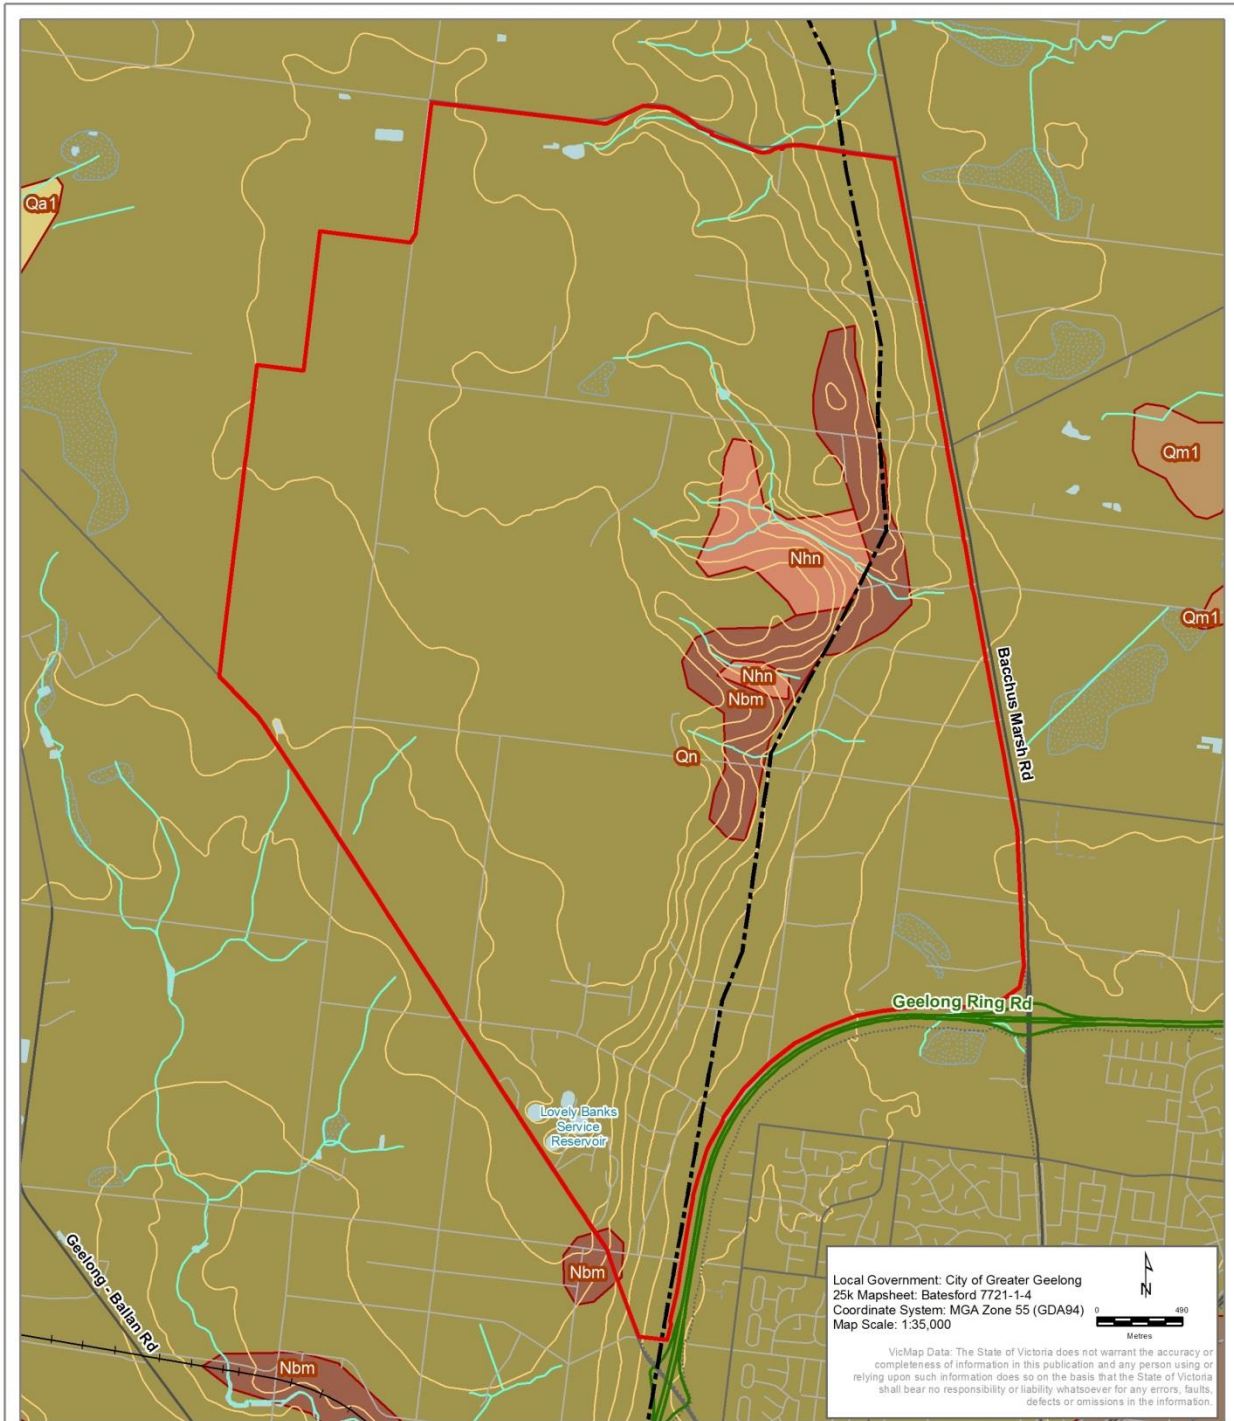 Qa1
Qm1
Nhn
Qm1
Nhn
Nbm
Bacchus Marsh Rd
Qn
Geelong Ring Rd
Lovely Banks
Service
Reservoir
Nbm
Geelong - Ballan Rd
Nbm
Local Government: City of Greater Geelong
25k Mapsheet: Batesford 7721-1-4
Coordinate System: MGA Zone 55 (GDA94)
Map Scale: 1:35,000
N
0 490
Metres
VicMap Data: The State of Victoria does not warrant the accuracy or
completeness of information in this publication and any person using or
relying upon such information does so on the basis that the State of Victoria
shall bear no responsibility or liability whatsoever for any errors, faults,
defects or omissions in the information.